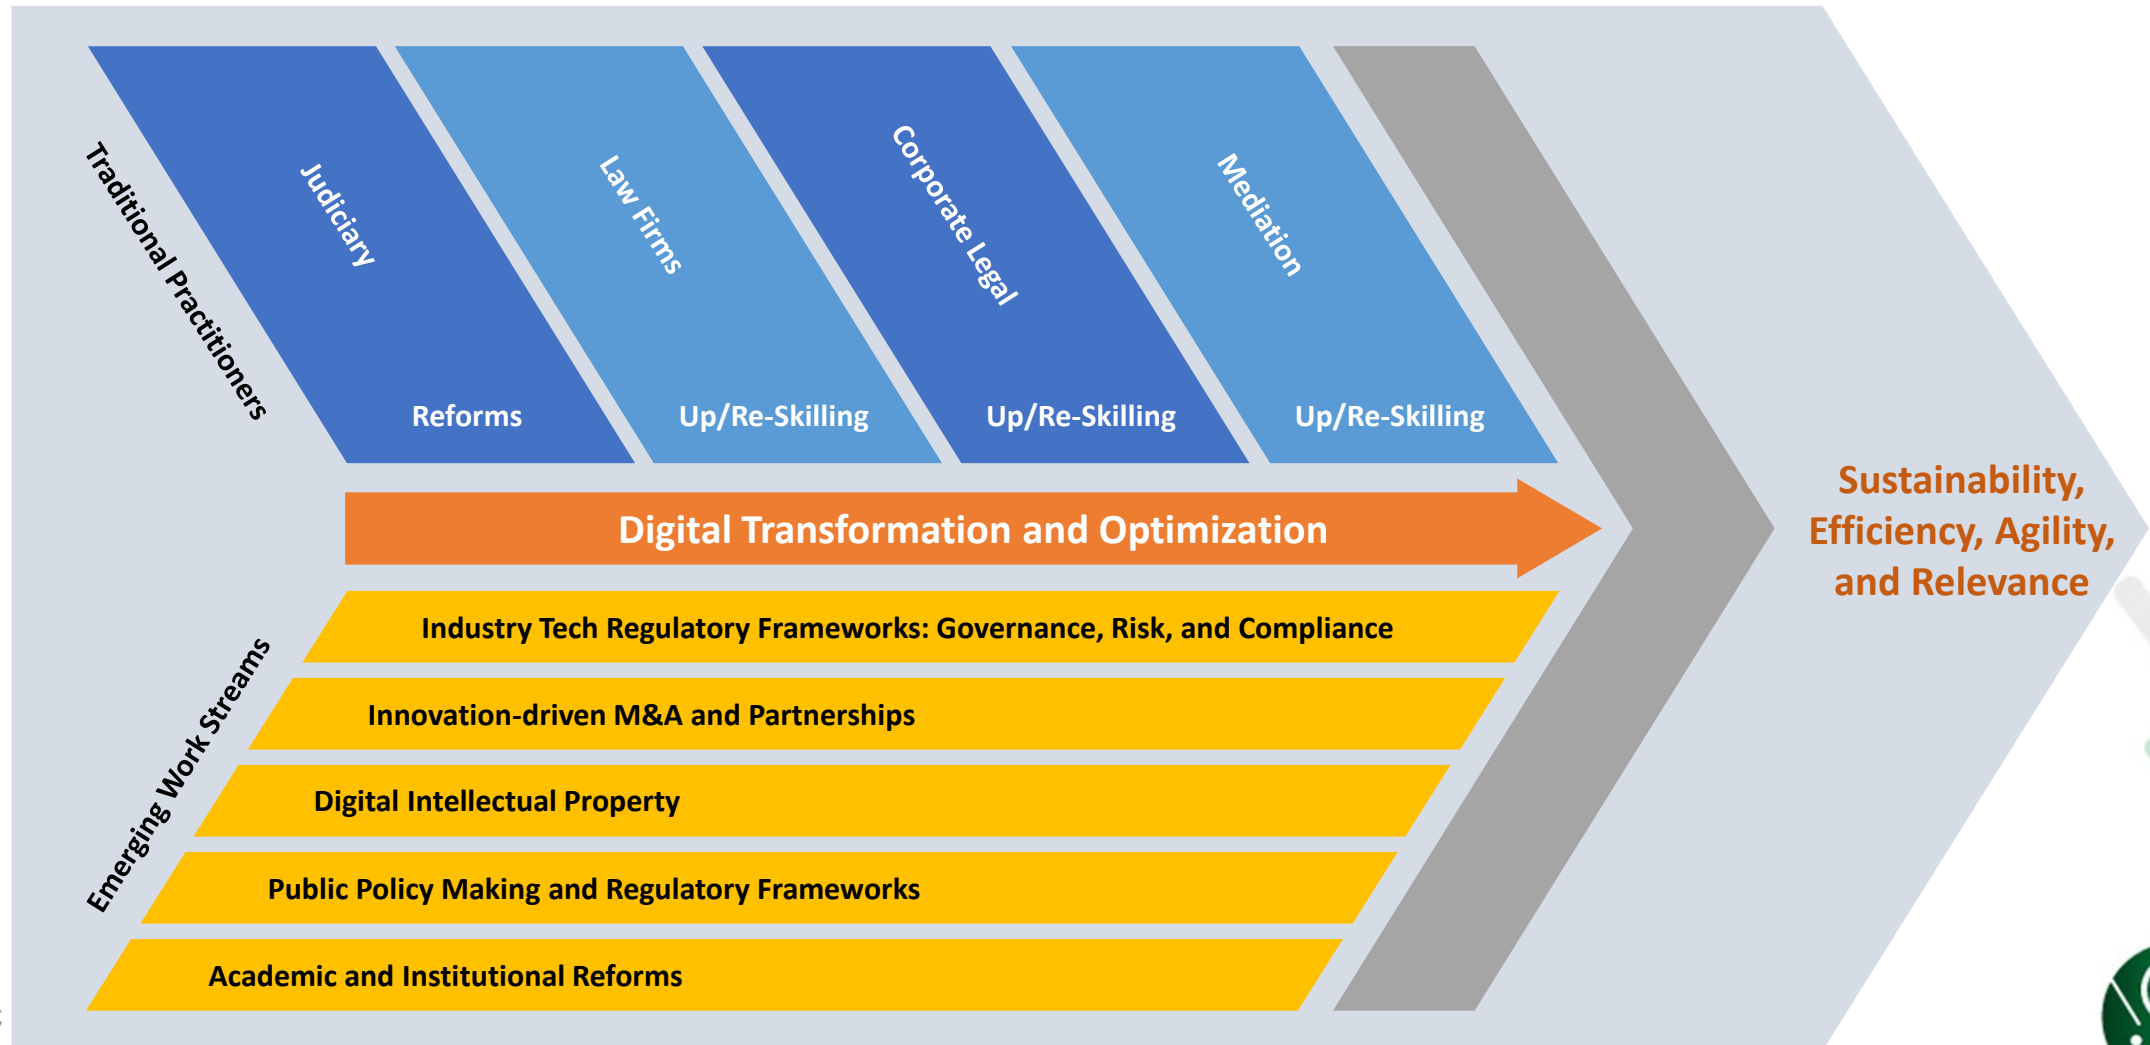 Traditional Practitioners
Judiciary
Reforms
Law Firms
Up/Re-Skilling
Corporate Legal
Up/Re-Skilling
Mediation
Up/Re-Skilling
Digital Transformation and Optimization
Emerging Work Streams
Industry Tech Regulatory Frameworks: Governance, Risk, and Compliance
Innovation-driven M&A and Partnerships
Digital Intellectual Property
Public Policy Making and Regulatory Frameworks
Academic and Institutional Reforms
Sustainability,
Efficiency, Agility,
and Relevance